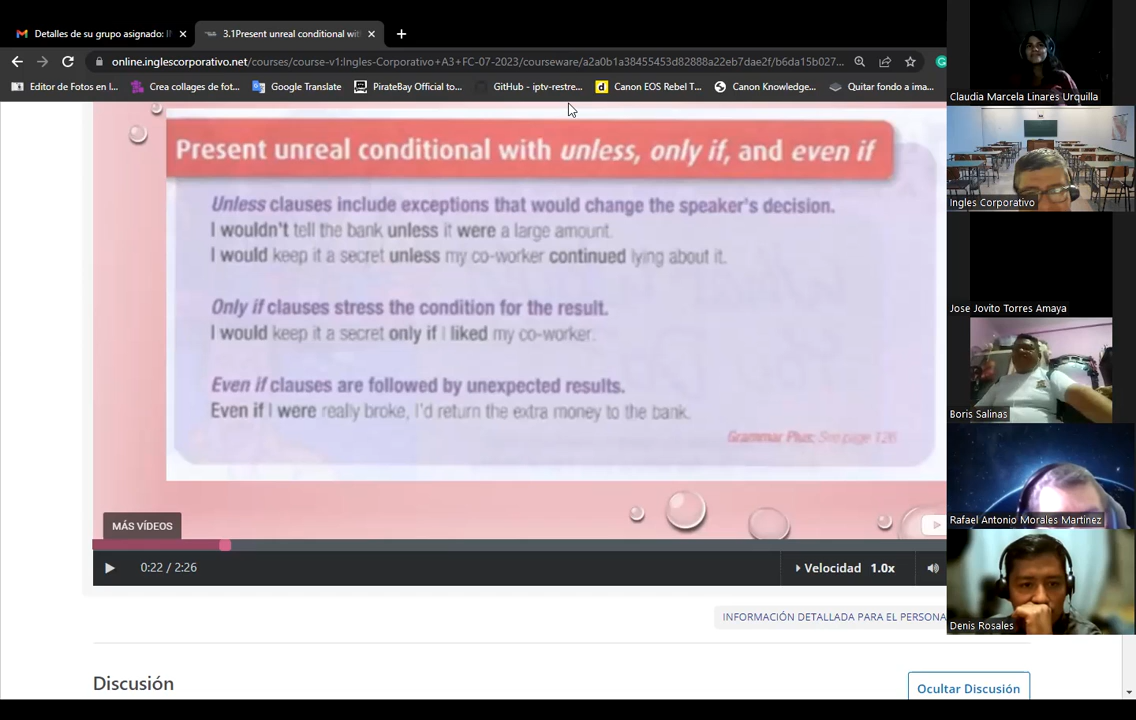 Detalles de su grupo asignado: I
3.1Present unreal conditional wit
online.inglescorporativo.net/courses/course-v1:Ingles-Corporativo+A3+FC-07-2023/courseware/a2a0b1a38455453d82888a22eb7dae2f/b6da15b027...
Editor de Fotos en l...
Crea collages de fot...
Google Translate
PirateBay Official to...
GitHub - iptv-restre...
Canon EOS Rebel T...
Canon Knowledge...
Quitar fondo a ima...
Present unreal conditional with unless, only if, and even if
Unless clauses include exceptions that would change the speaker's decision.
I wouldn't tell the bank unless it were a large amount.
I would keep it a secret unless my co-worker continued lying about it.
Only if clauses stress the condition for the result.
I would keep it a secret only if I liked my co-worker.
Even if clauses are followed by unexpected results.
Even if I were really broke, I'd return the extra money to the bank.
Grammar Plus: See page 126
MÁS VÍDEOS
0:22 / 2:26
Velocidad 1.0x
INFORMACIÓN DETALLADA PARA EL PERSONA
Discusión
Ocultar Discusión
Claudia Marcela Linares Urquilla
Ingles Corporativo
Jose Jovito Torres Amaya
Boris Salinas
Rafael Antonio Morales Martinez
Denis Rosales